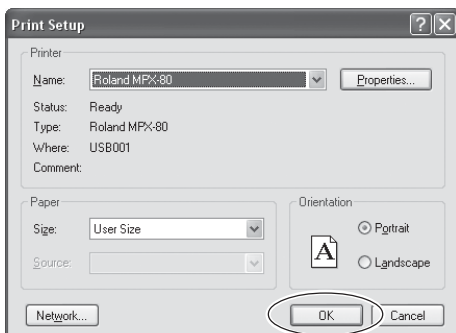 Print Setup
Printer
Name: Roland MPX-80 Properties...
Status: Ready
Type: Roland MPX-80
Where: USB001
Comment:
Paper
Size: User Size
Source:
Orientation
A
Portrait
Landscape
Network... OK Cancel